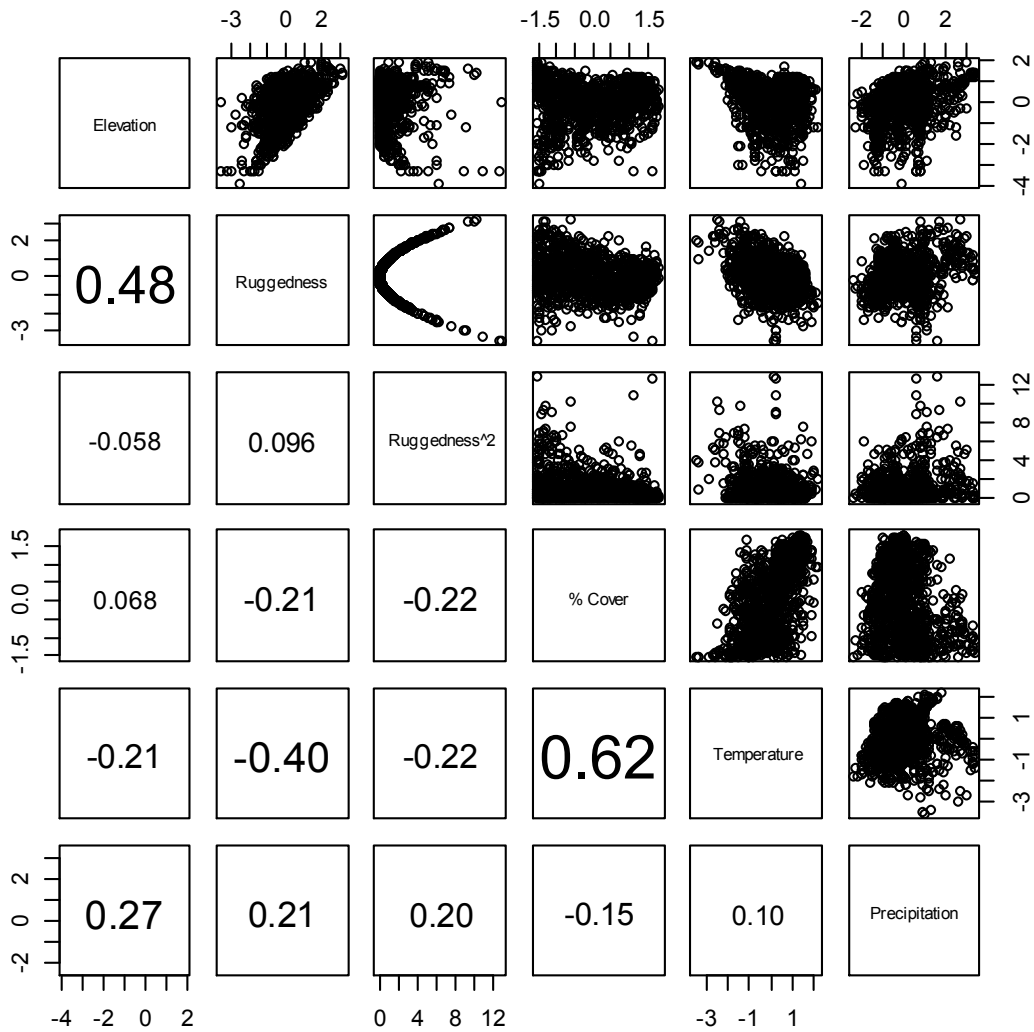 -3 0 2 -1.5 0.0 1.5 -2 0 2
Elevation -4 -2 0 2
-3 0 2 0.48 Ruggedness
-0.058 0.096 Ruggedness^2 0 4 8 12
-1.5 0.0 1.5 0.068 -0.21 -0.22 % Cover
-0.21 -0.40 -0.22 0.62 Temperature -3 -1 1
-2 0 2 0.27 0.21 0.20 -0.15 0.10 Precipitation
-4 -2 0 2 0 4 8 12 -3 -1 1